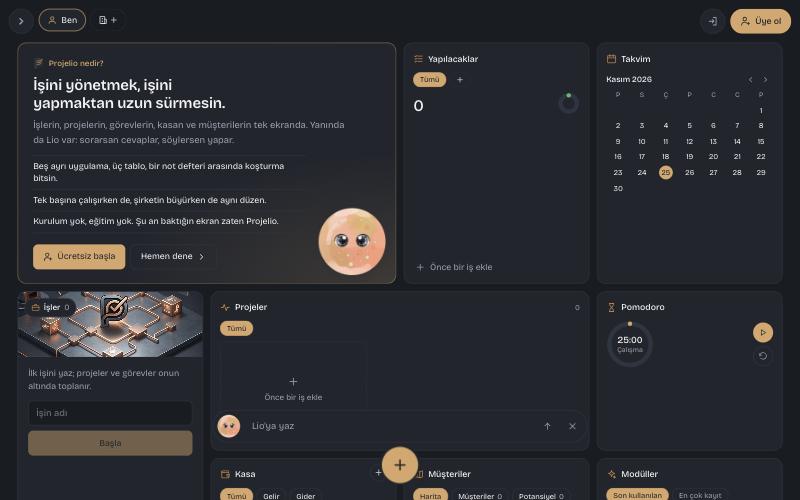 Ben
+
Üye ol
Projelio nedir?
İşini yönetmek, işini
yapmaktan uzun sürmesin.
İşlerin, projelerin, görevlerin, kasan ve müşterilerin tek ekranda. Yanında
da Lio var: sorarsan cevaplar, söylersen yapar.
Beş ayrı uygulama, üç tablo, bir not defteri arasında koşturma
bitsin.
Tek başına çalışırken de, şirketin büyürken de aynı düzen.
Kurulum yok, eğitim yok. Şu an baktığın ekran zaten Projelio.
Ücretsiz başla
Hemen dene
Yapılacaklar
Tümü +
0
+ Önce bir iş ekle
Takvim
Kasım 2026
P S Ç P C C P
1
2 3 4 5 6 7 8
9 10 11 12 13 14 15
16 17 18 19 20 21 22
23 24 25 26 27 28 29
30
İşler 0
İlk işini yaz; projeler ve görevler onun
altında toplanır.
İşin adı
Başla
Projeler 0
Tümü
+
Önce bir iş ekle
Lio'ya yaz
Pomodoro
25:00
Çalışma
Kasa +
Tümü Gelir Gider
+
Müşteriler
Harita Müşteriler 0 Potansiyel 0
Modüller
Son kullanılan En çok kayıt